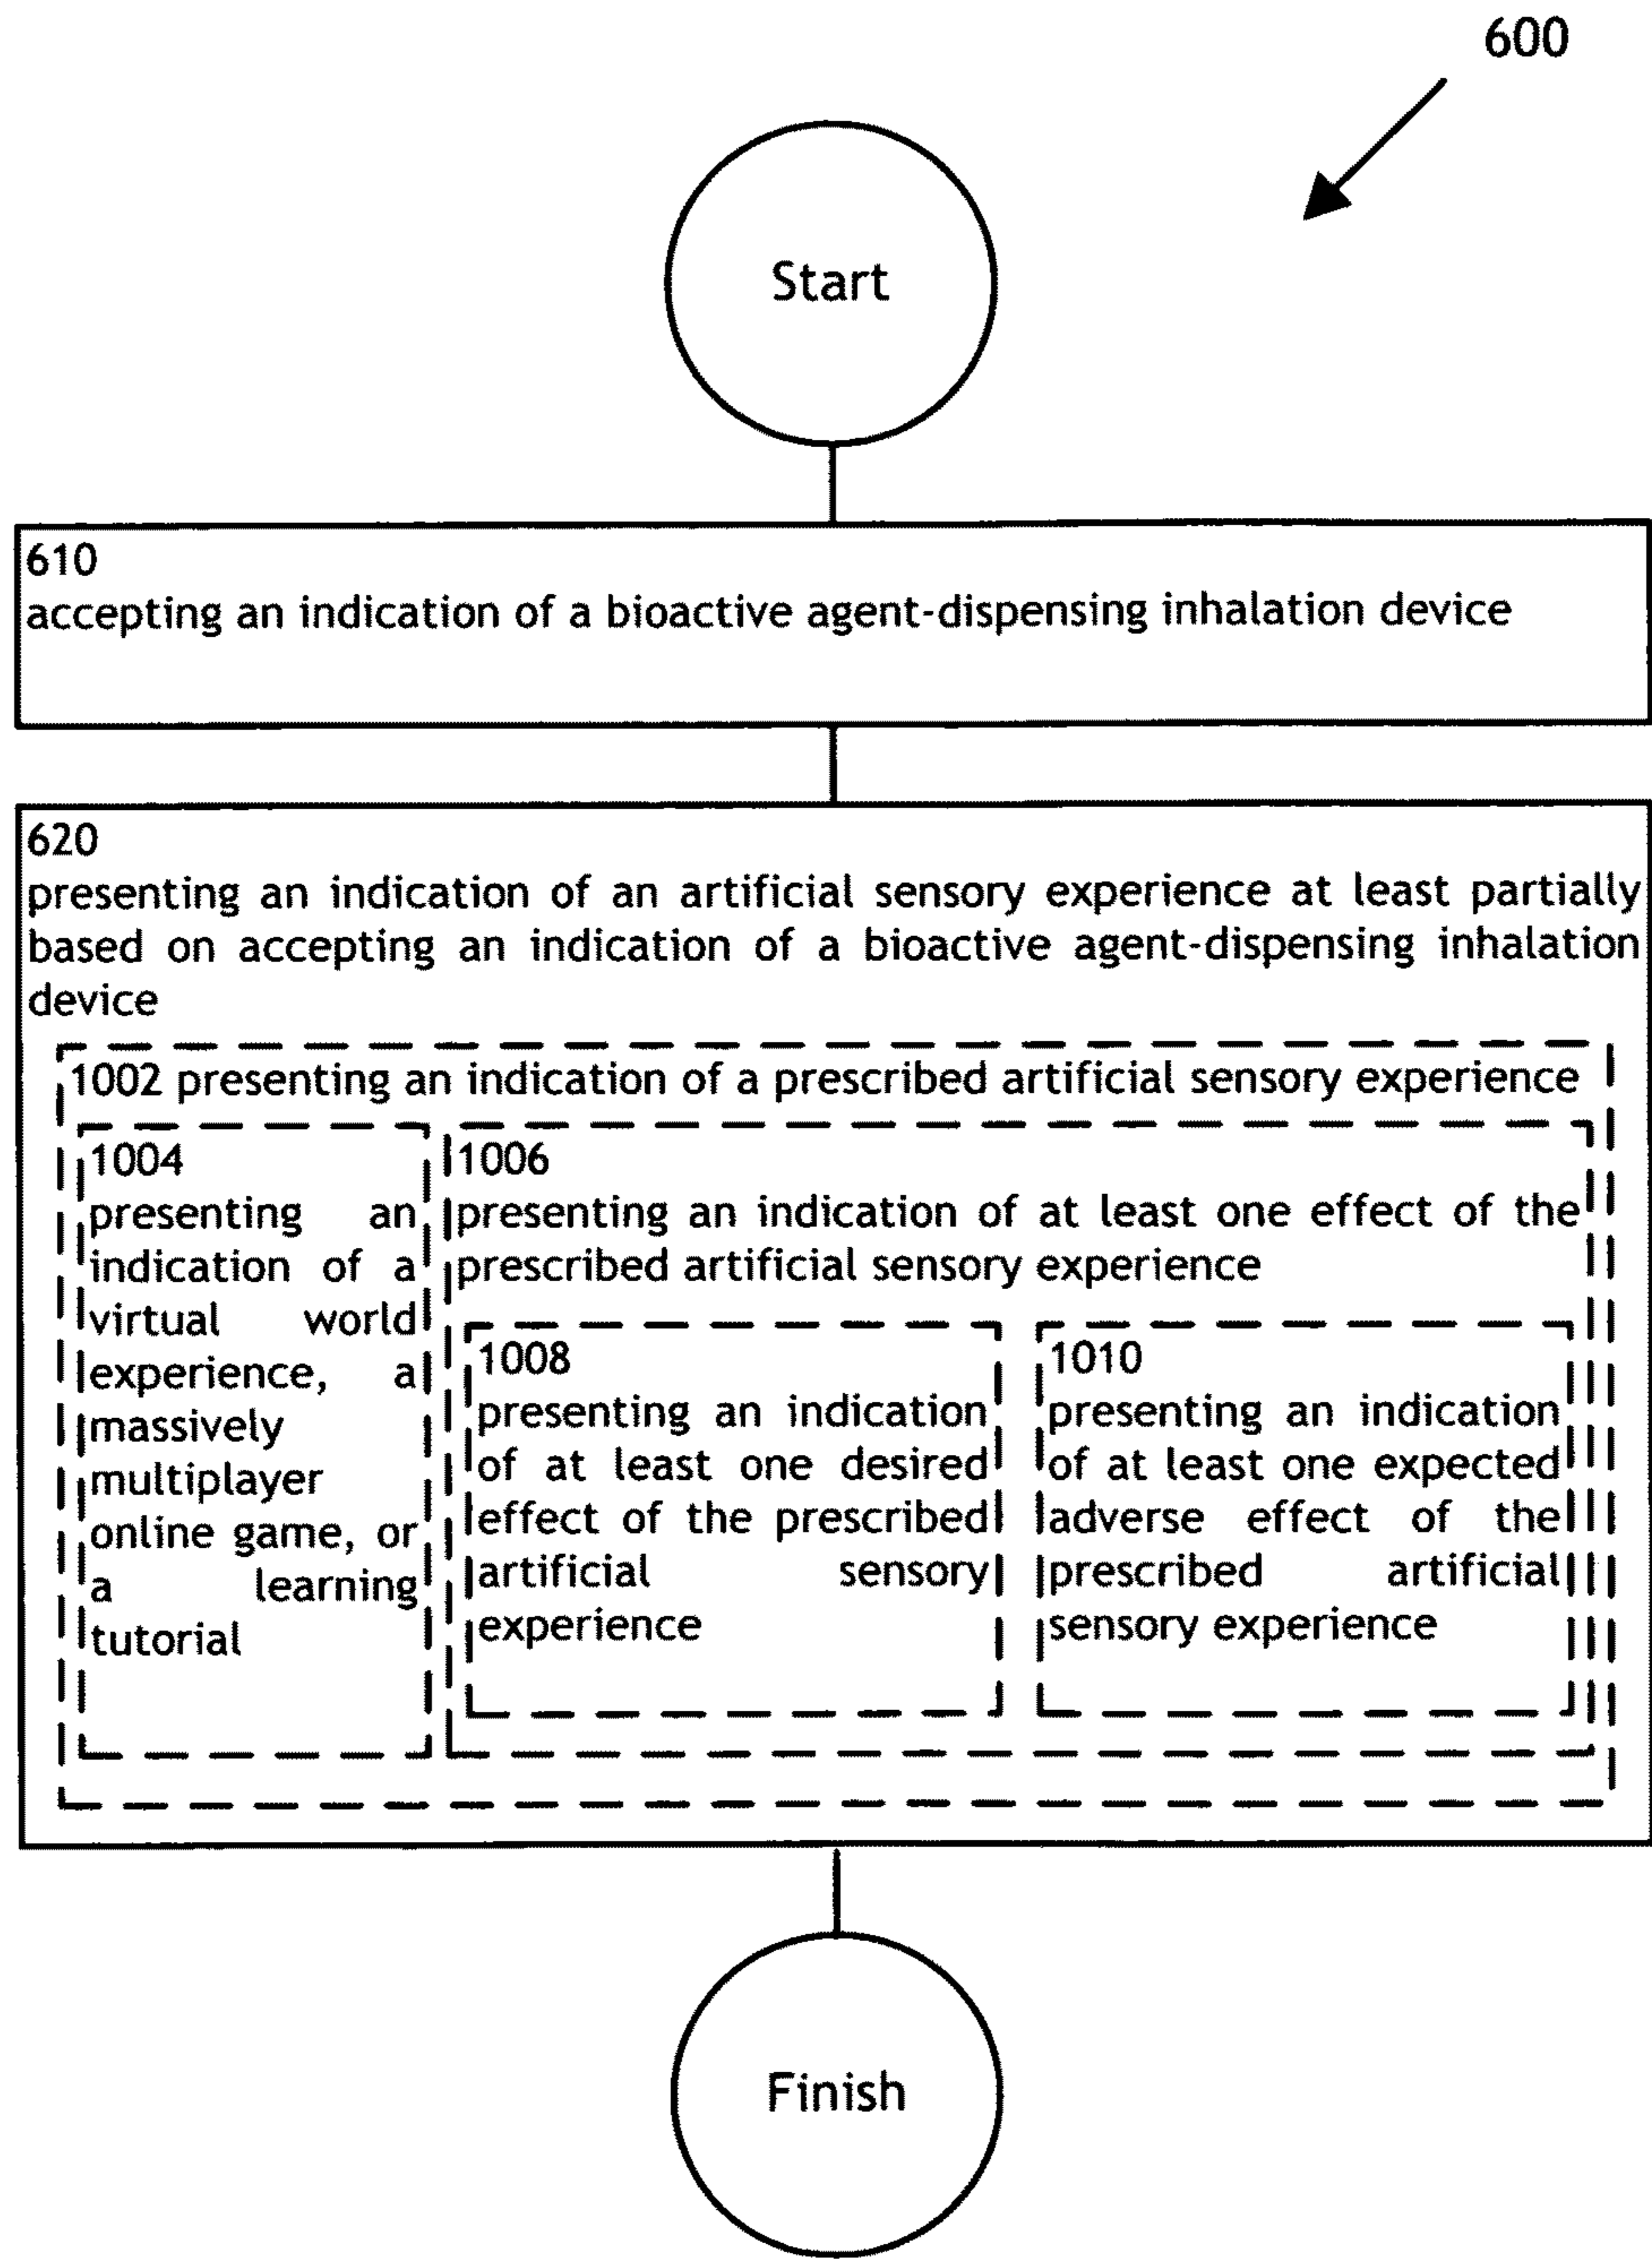 600
Start
610
accepting an indication of a bioactive agent-dispensing inhalation device
620
presenting an indication of an artificial sensory experience at least partially
based on accepting an indication of a bioactive agent-dispensing inhalation
device
1002 presenting an indication of a prescribed artificial sensory experience
1004
presenting an
indication of a
virtual world
experience, a
massively
multiplayer
online game, or
a learning
tutorial
1006
presenting an indication of at least one effect of the
prescribed artificial sensory experience
1008
presenting an indication
of at least one desired
effect of the prescribed
artificial sensory
experience
1010
presenting an indication
of at least one expected
adverse effect of the
prescribed artificial
sensory experience
Finish